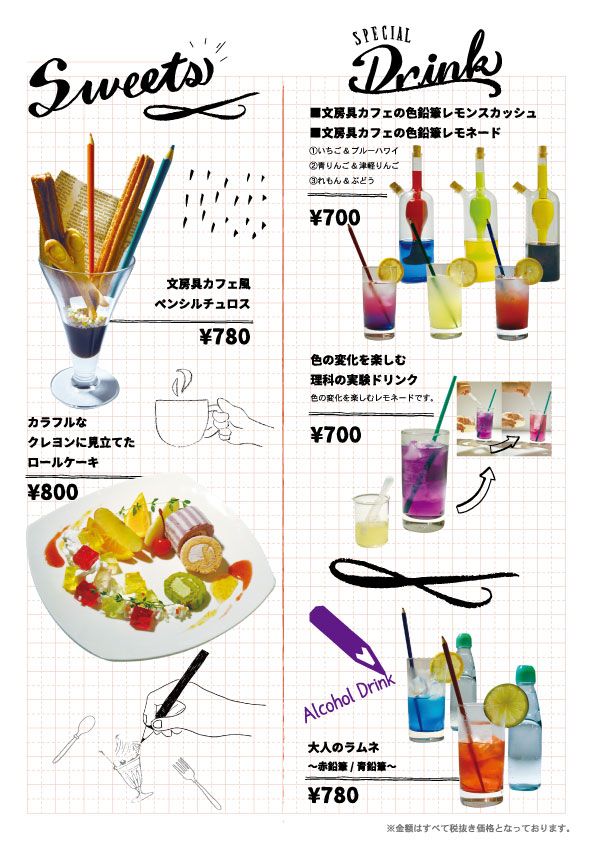 Sweets
文房具カフェ風
ペンシルチュロス
¥780
カラフルな
クレヨンに見立てた
ロールケーキ
¥800
SPECIAL
Drink
■文房具カフェの色鉛筆レモンスカッシュ
■文房具カフェの色鉛筆レモネード
①いちご & ブルーハワイ
②青りんご & 津軽りんご
③れもん & ぶどう
¥700
色の変化を楽しむ
理科の実験ドリンク
色の変化を楽しむレモネードです。
¥700
Alcohol Drink
大人のラムネ
～赤鉛筆 / 青鉛筆～
¥780
※金額はすべて税抜き価格となっております。